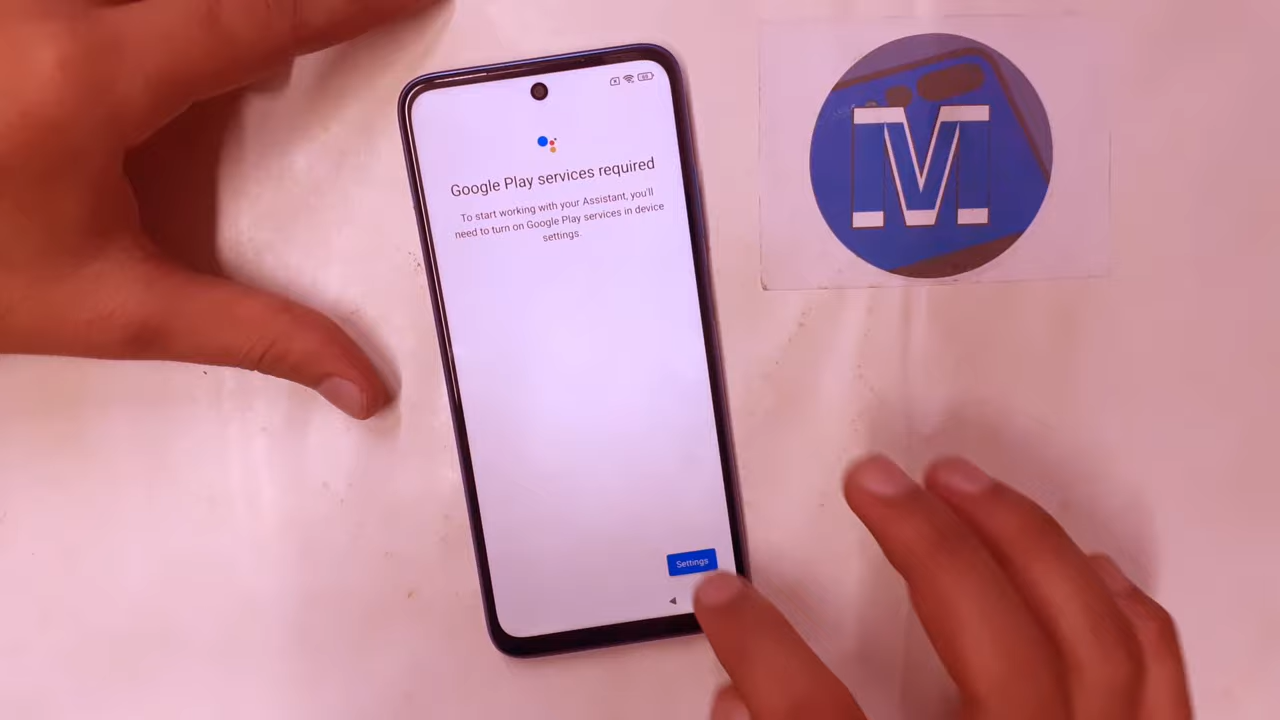 Google Play services required
To start working with your Assistant, you'll
need to turn on Google Play services in device
settings.
Settings
M